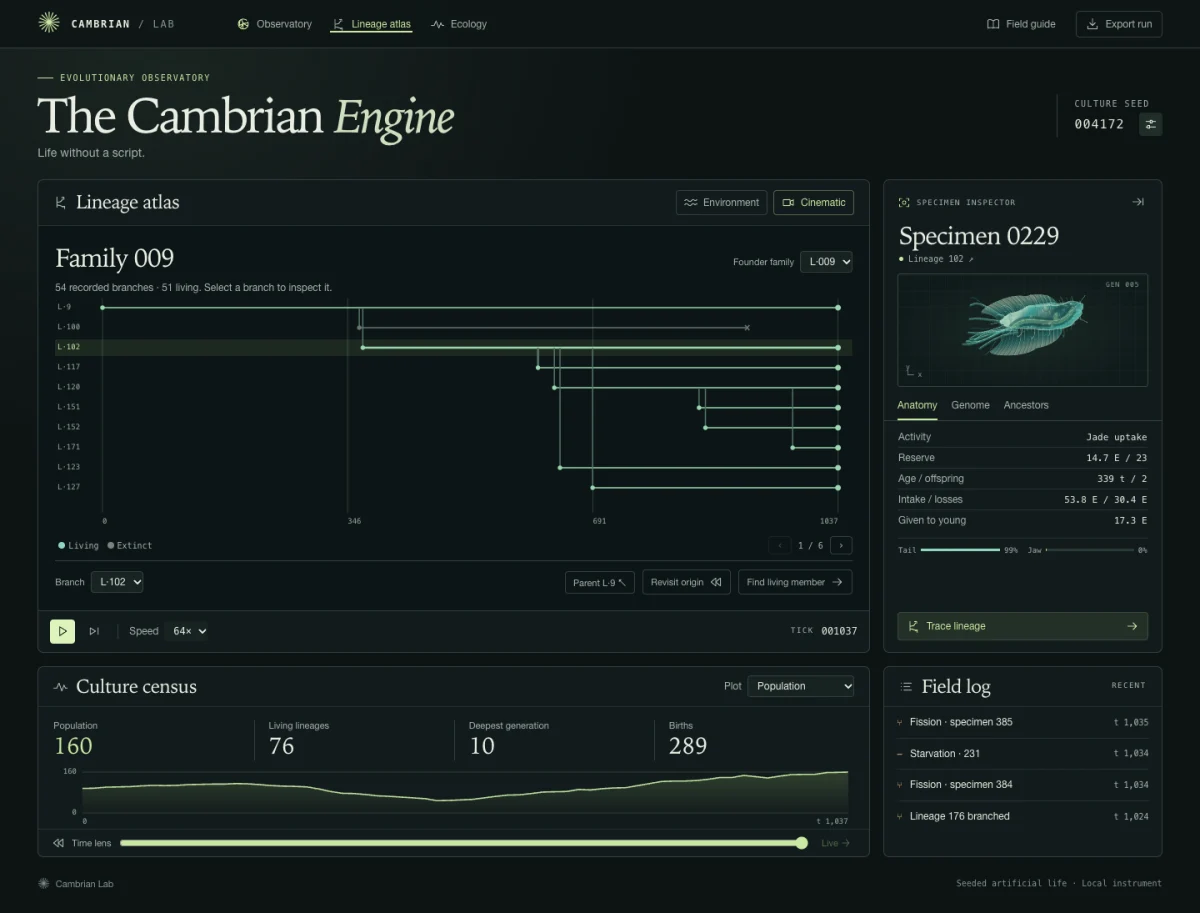 CAMBRIAN / LAB
Observatory
Lineage atlas
Ecology
Field guide
Export run
EVOLUTIONARY OBSERVATORY
The Cambrian Engine
Life without a script.
CULTURE SEED
004172
Lineage atlas
Environment
Cinematic
Family 009
54 recorded branches · 51 living. Select a branch to inspect it.
Founder family
L·009
L·9
L·100
L·102
L·117
L·120
L·151
L·152
L·171
L·123
L·127
0
346
691
1037
Living
Extinct
1 / 6
Branch
L·102
Parent L·9
Revisit origin
Find living member
Speed
64×
TICK 001037
SPECIMEN INSPECTOR
Specimen 0229
Lineage 102
GEN 005
Y
X
Anatomy
Genome
Ancestors
Activity
Jade uptake
Reserve
14.7 E / 23
Age / offspring
339 t / 2
Intake / losses
53.8 E / 30.4 E
Given to young
17.3 E
Tail
99%
Jaw
0%
Trace lineage
Culture census
Plot
Population
Population
160
Living lineages
76
Deepest generation
10
Births
289
160
0
0
t 1,037
Time lens
Live
Field log
RECENT
Fission · specimen 385
t 1,035
Starvation · 231
t 1,034
Fission · specimen 384
t 1,034
Lineage 176 branched
t 1,024
Cambrian Lab
Seeded artificial life · Local instrument